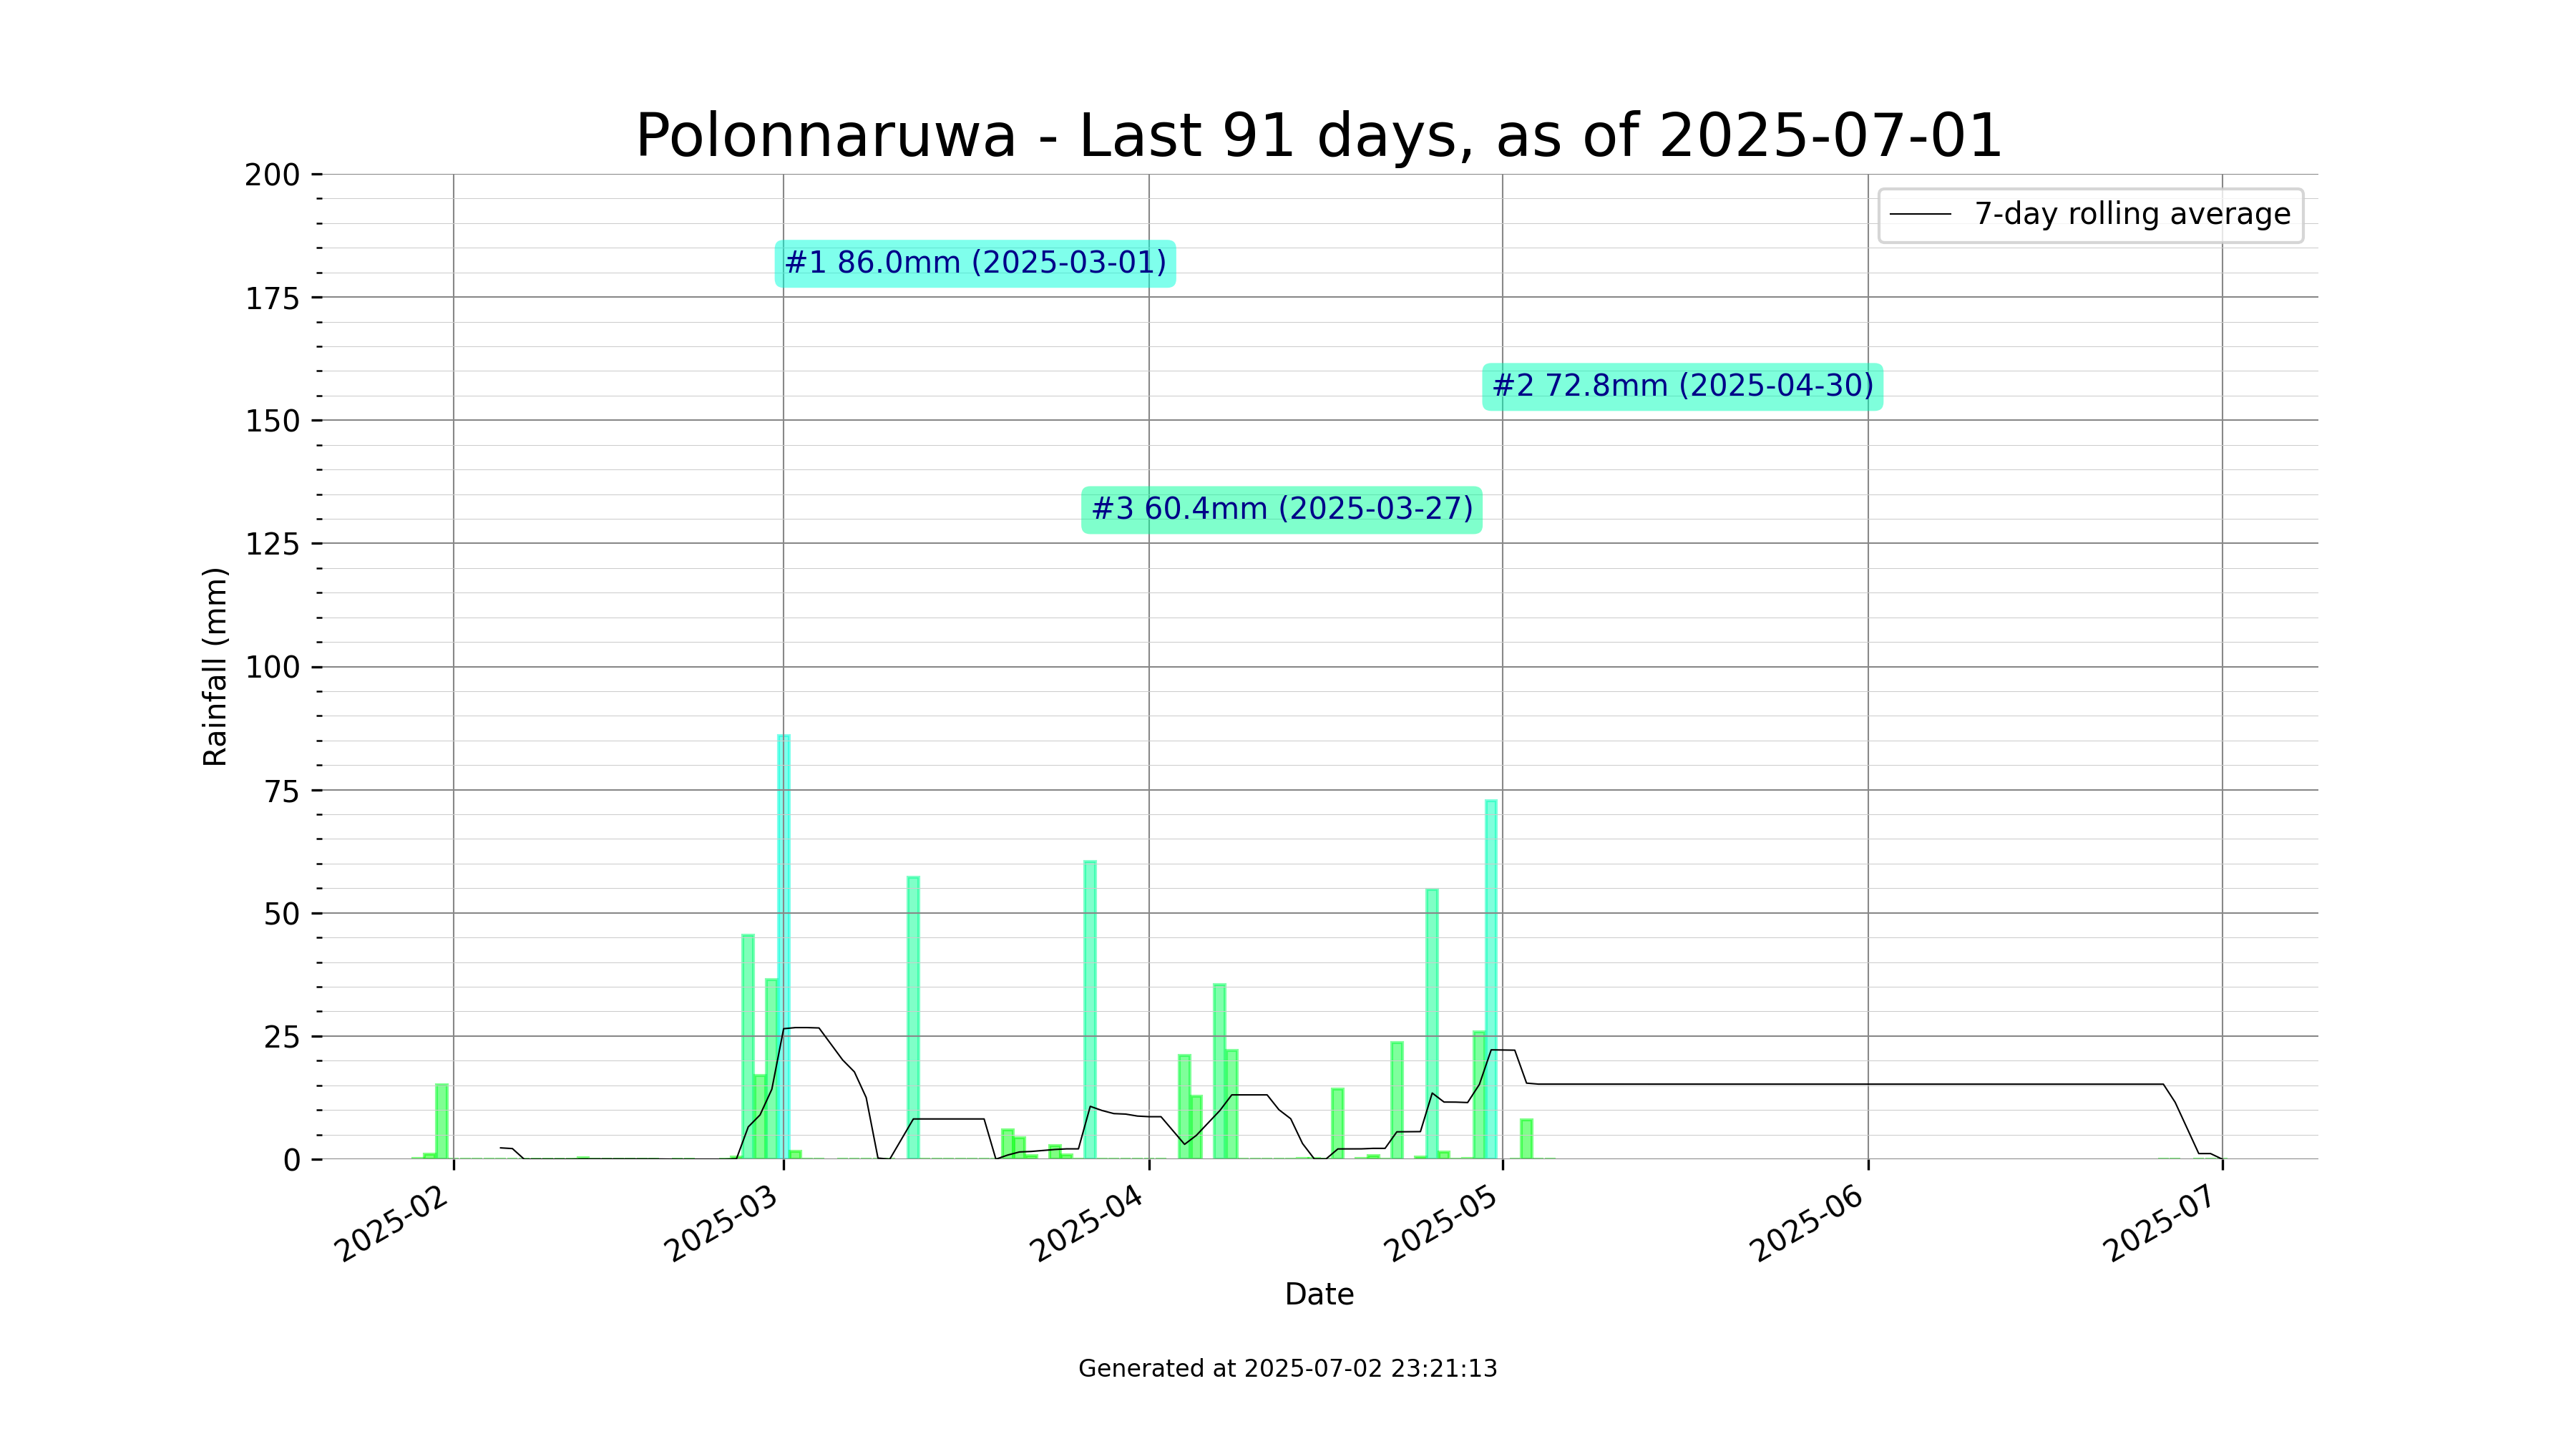 Polonnaruwa - Last 91 days, as of 2025-07-01
200
175
150
125
100
75
50
25
0
Rainfall (mm)
7-day rolling average
#1 86.0mm (2025-03-01)
#2 72.8mm (2025-04-30)
#3 60.4mm (2025-03-27)
2025-02
2025-03
2025-04
2025-05
2025-06
2025-07
Date
Generated at 2025-07-02 23:21:13